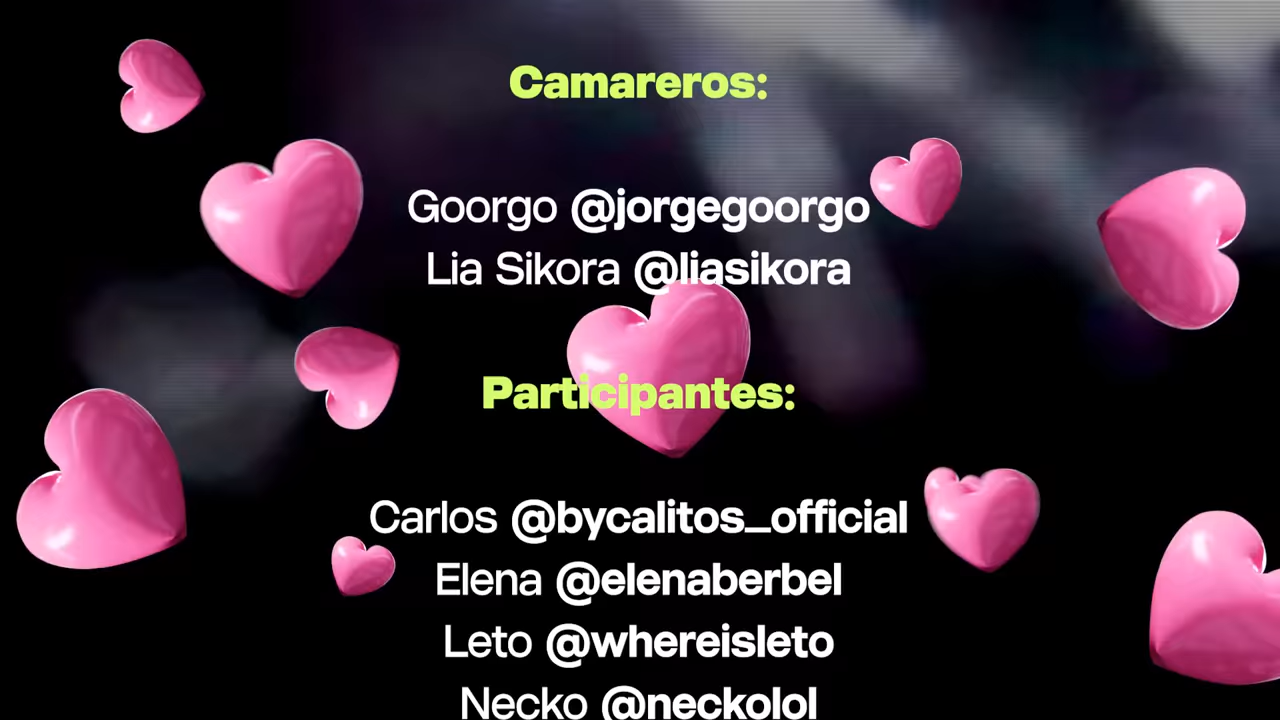 Camareros:
Goorgo @jorgegoorgo
Lia Sikora @liasikora
Participantes:
Carlos @bycalitos_official
Elena @elenaberbel
Leto @whereisleto
Necko @neckolol